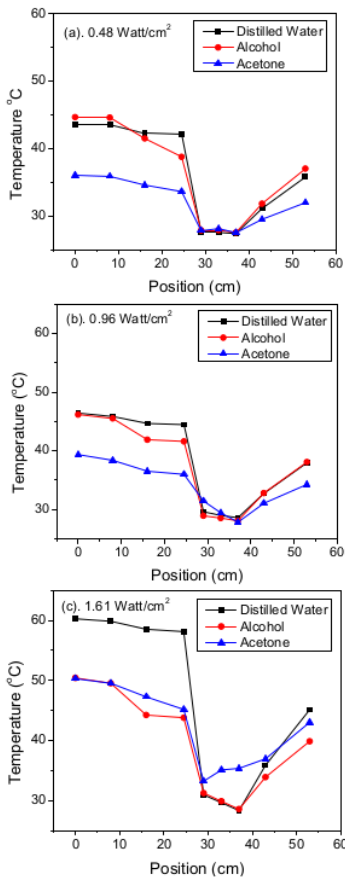 (a). 0.48 Watt/cm²
Distilled Water
Alcohol
Acetone
Temperature °C
60
50
40
30
0 10 20 30 40 50 60
Position (cm)
(b). 0.96 Watt/cm²
Distilled Water
Alcohol
Acetone
Temperature (°C)
60
50
40
30
0 10 20 30 40 50 60
Position (cm)
(c). 1.61 Watt/cm²
Distilled Water
Alcohol
Acetone
Temperature (°C)
60
50
40
30
0 10 20 30 40 50 60
Position (cm)